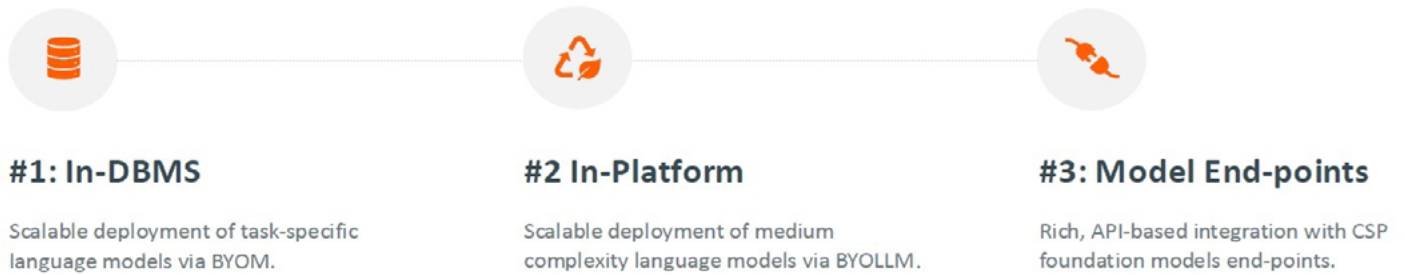 #1: In-DBMS
Scalable deployment of task-specific
language models via BYOM.
#2 In-Platform
Scalable deployment of medium
complexity language models via BYOLLM.
#3: Model End-points
Rich, API-based integration with CSP
foundation models end-points.